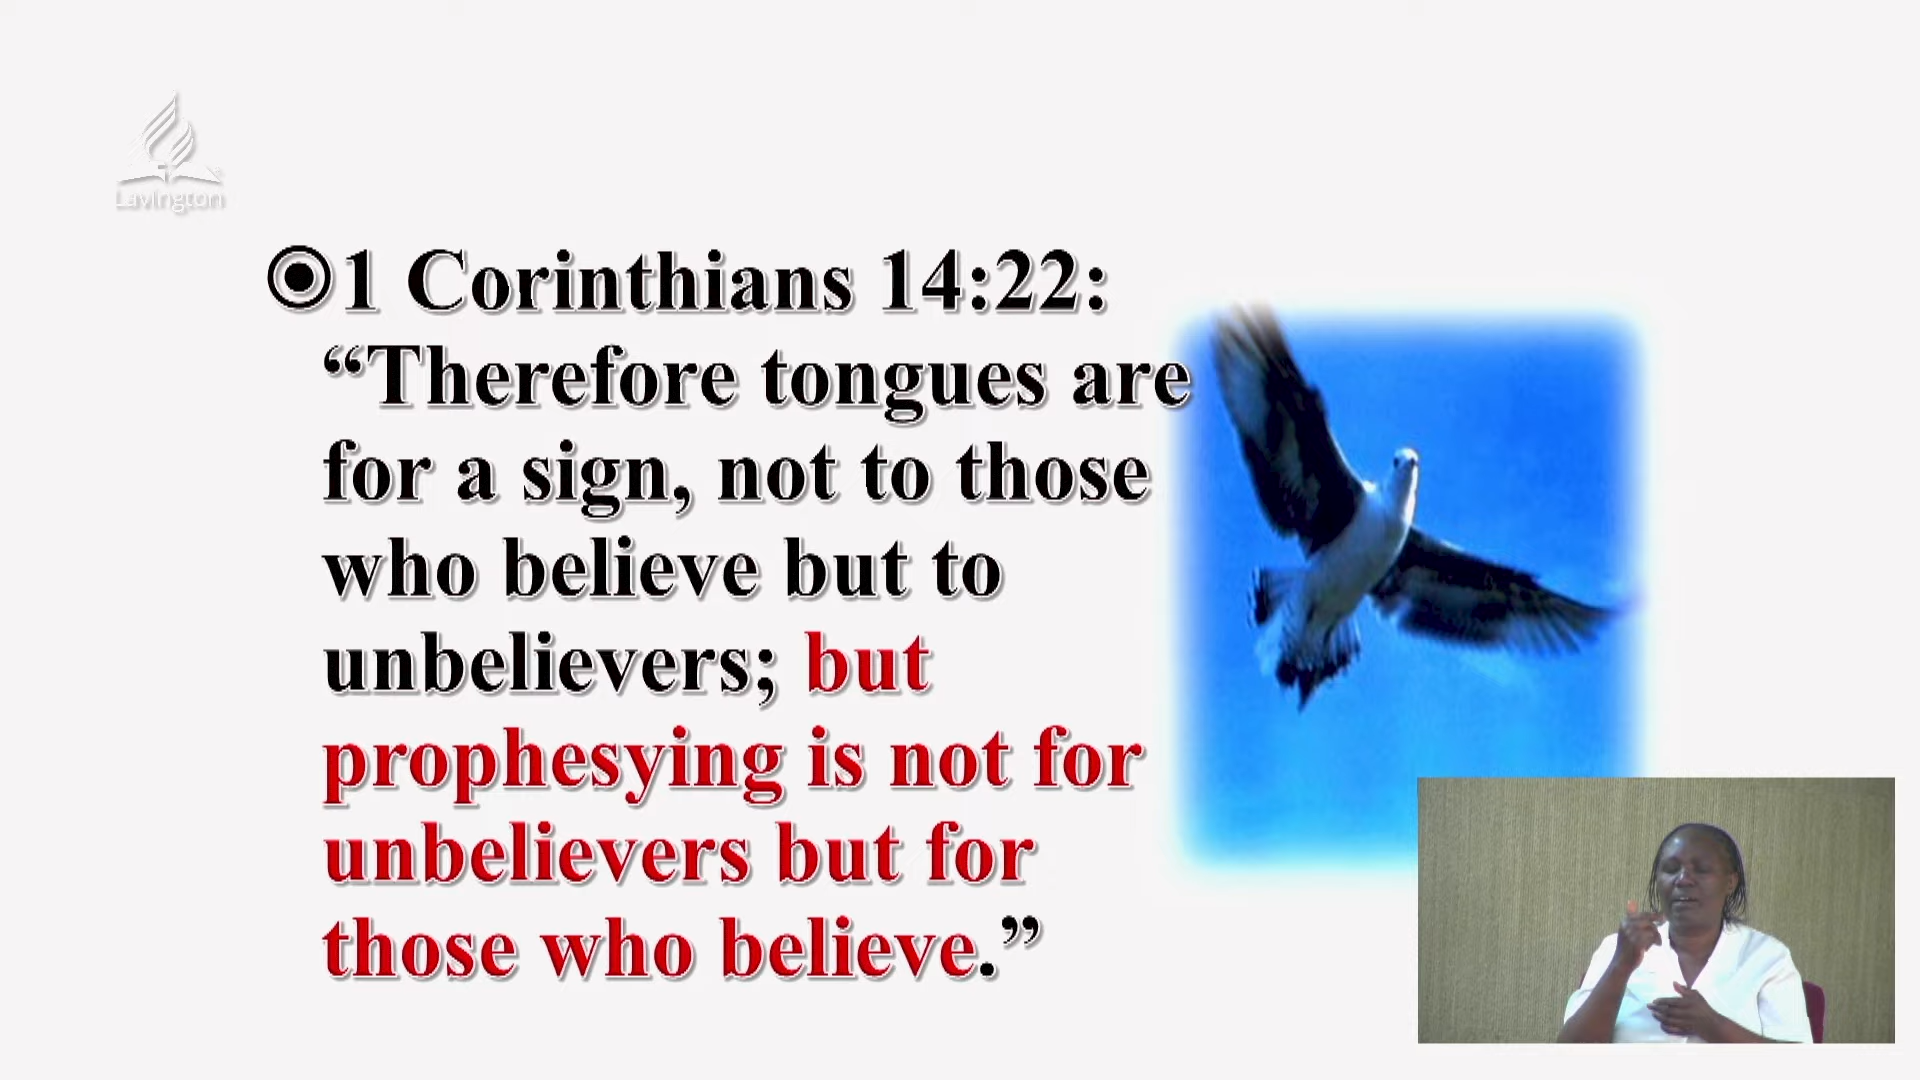 Lavington
1 Corinthians 14:22:
“Therefore tongues are
for a sign, not to those
who believe but to
unbelievers; but
prophesying is not for
unbelievers but for
those who believe.”